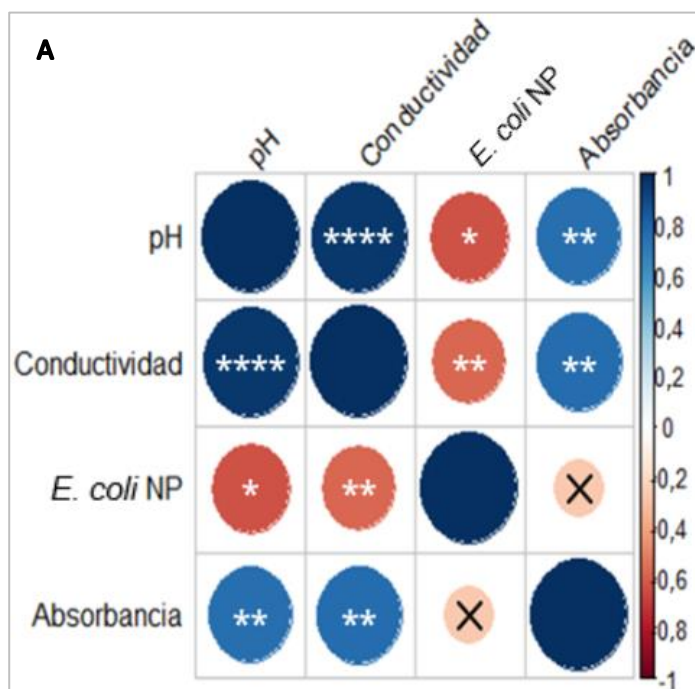 A
pH
Conductividad
E. coli NP
Absorbancia
pH
****
*
**
1
0,8
0,6
Conductividad
****
**
**
0,4
0,2
0
E. coli NP
*
**
X
-0,2
-0,4
-0,6
Absorbancia
**
**
X
-0,8
-1